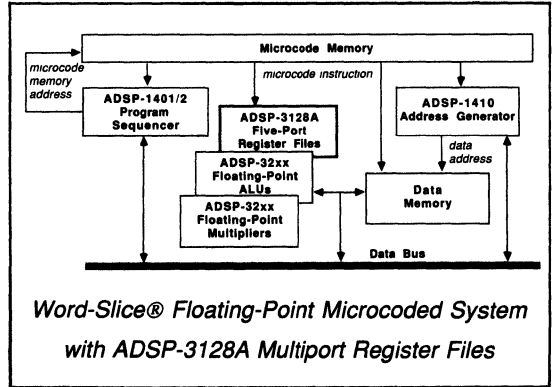 Microcode Memory
microcode
memory
address
microcode instruction
ADSP-1401/2
Program
Sequencer
ADSP-3128A
Five-Port
Register Files
ADSP-1410
Address Generator
ADSP-32xx
Floating-Point
ALUs
data
address
ADSP-32xx
Floating-Point
Multipliers
Data
Memory
Data Bus
Word-Slice® Floating-Point Microcoded System
with ADSP-3128A Multiport Register Files